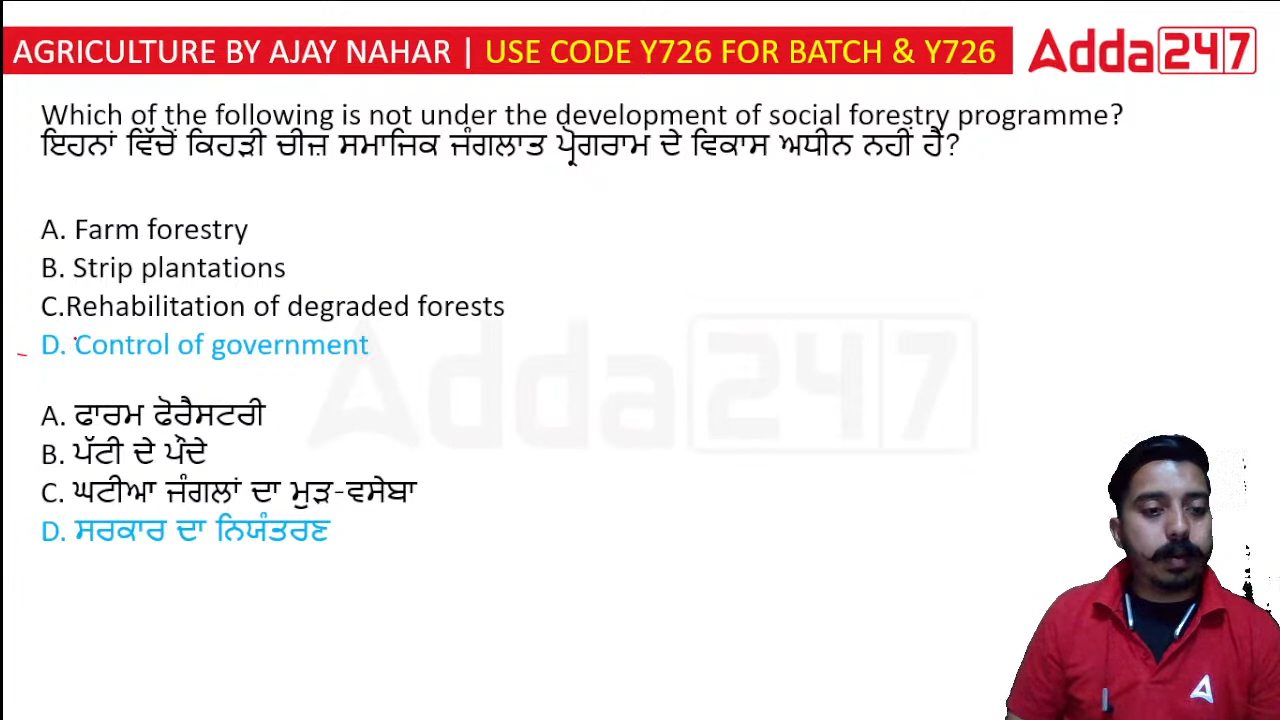 AGRICULTURE BY AJAY NAHAR | USE CODE Y726 FOR BATCH & Y726
Adda247
Which of the following is not under the development of social forestry programme?
ਇਹਨਾਂ ਵਿੱਚੋਂ ਕਿਹੜੀ ਚੀਜ਼ ਸਮਾਜਿਕ ਜੰਗਲਾਤ ਪ੍ਰੋਗਰਾਮ ਦੇ ਵਿਕਾਸ ਅਧੀਨ ਨਹੀਂ ਹੈ?
A. Farm forestry
B. Strip plantations
C.Rehabilitation of degraded forests
D. Control of government
Adda247
A. ਫਾਰਮ ਫੋਰੈਸਟਰੀ
B. ਪੱਟੀ ਦੇ ਪੌਦੇ
C. ਘਟੀਆ ਜੰਗਲਾਂ ਦਾ ਮੁੜ-ਵਸੇਬਾ
D. ਸਰਕਾਰ ਦਾ ਨਿਯੰਤਰਣ